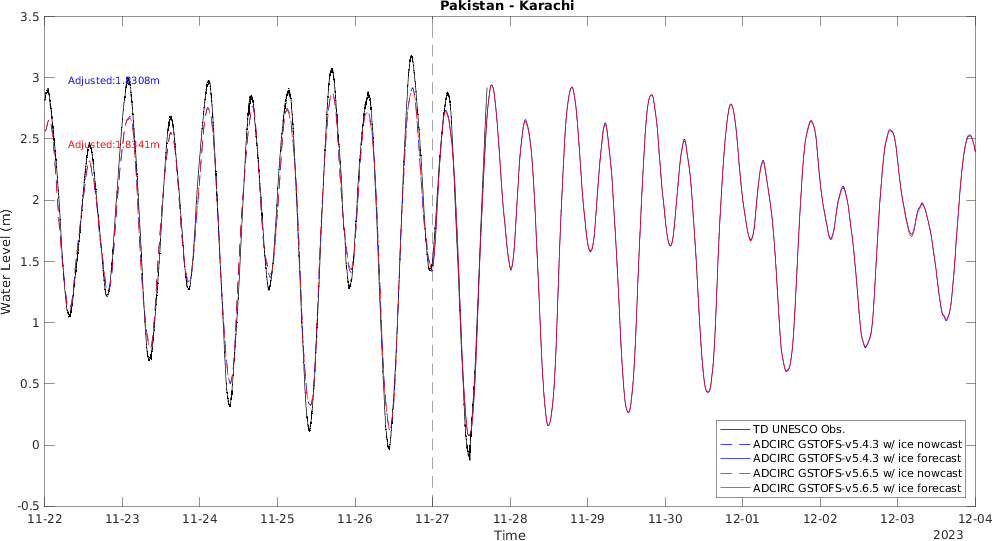 Pakistan - Karachi
3.5
3
2.5
2
1.5
1
0.5
0
-0.5
Water Level (m)
Adjusted:1.8308m
Adjusted:1.8341m
TD UNESCO Obs.
ADCIRC GSTOFS-v5.4.3 w/ ice nowcast
ADCIRC GSTOFS-v5.4.3 w/ ice forecast
ADCIRC GSTOFS-v5.6.5 w/ ice nowcast
ADCIRC GSTOFS-v5.6.5 w/ ice forecast
11-22 11-23 11-24 11-25 11-26 11-27 11-28 11-29 11-30 12-01 12-02 12-03 12-04
Time
2023